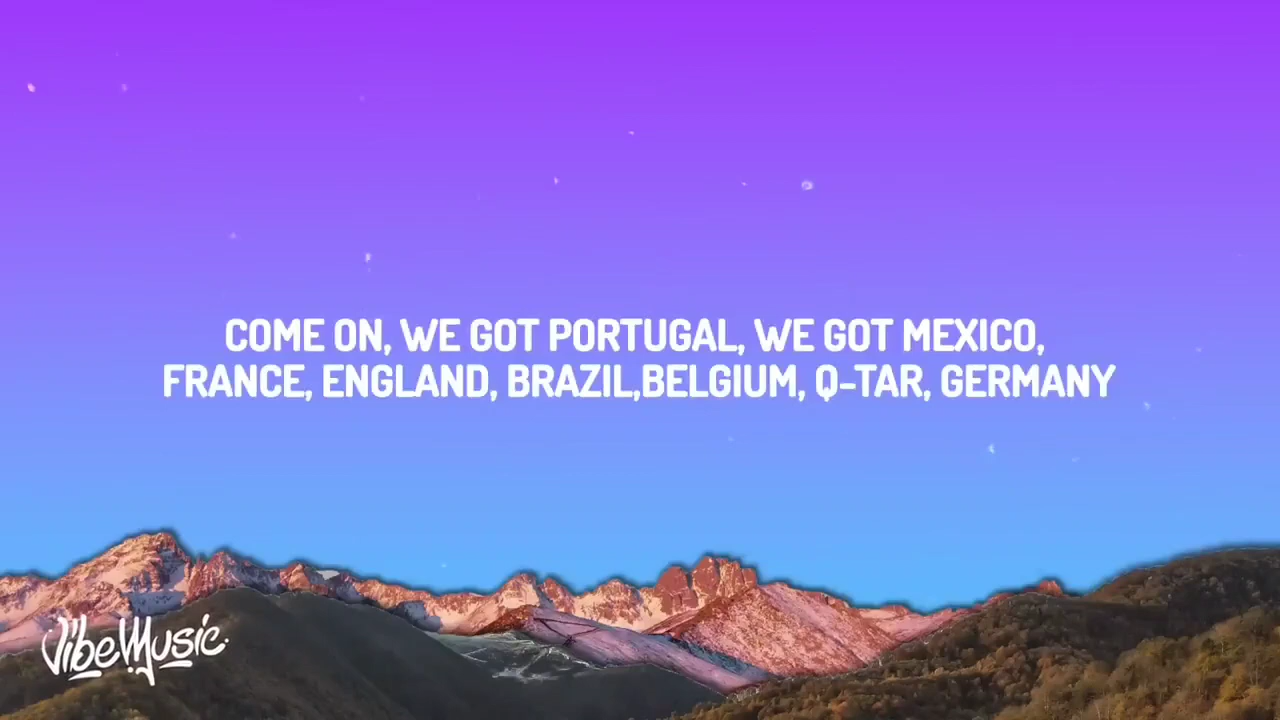 COME ON, WE GOT PORTUGAL, WE GOT MEXICO,
FRANCE, ENGLAND, BRAZIL,BELGIUM, Q-TAR, GERMANY
VibeMusic